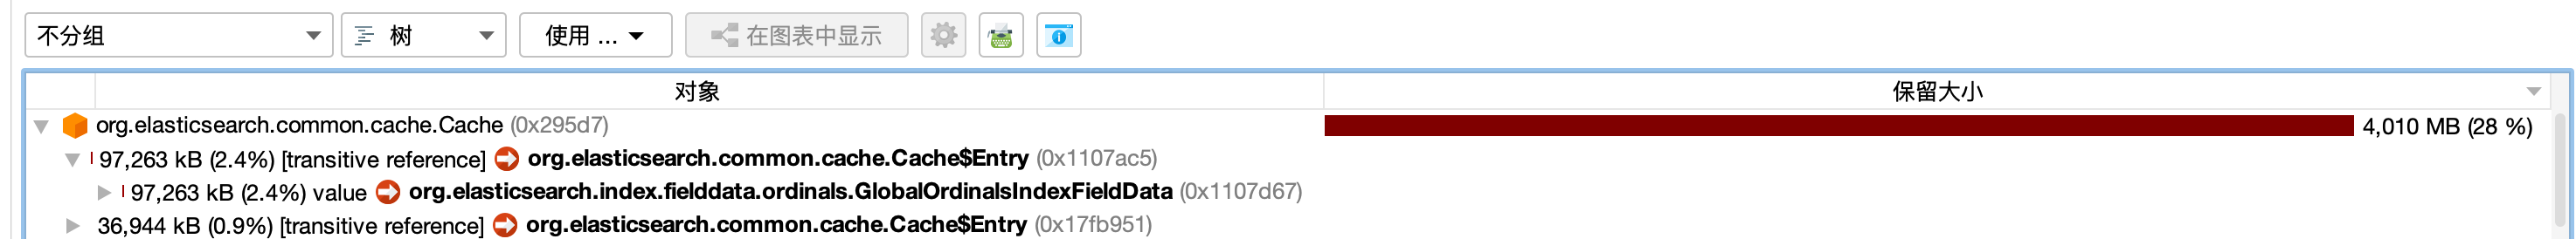 不分组 树 使用 ... 在图表中显示
对象 保留大小
org.elasticsearch.common.cache.Cache (0x295d7) 4,010 MB (28 %)
97,263 kB (2.4%) [transitive reference] org.elasticsearch.common.cache.Cache$Entry (0x1107ac5)
97,263 kB (2.4%) value org.elasticsearch.index.fielddata.ordinals.GlobalOrdinalsIndexFieldData (0x1107d67)
36,944 kB (0.9%) [transitive reference] org.elasticsearch.common.cache.Cache$Entry (0x17fb951)